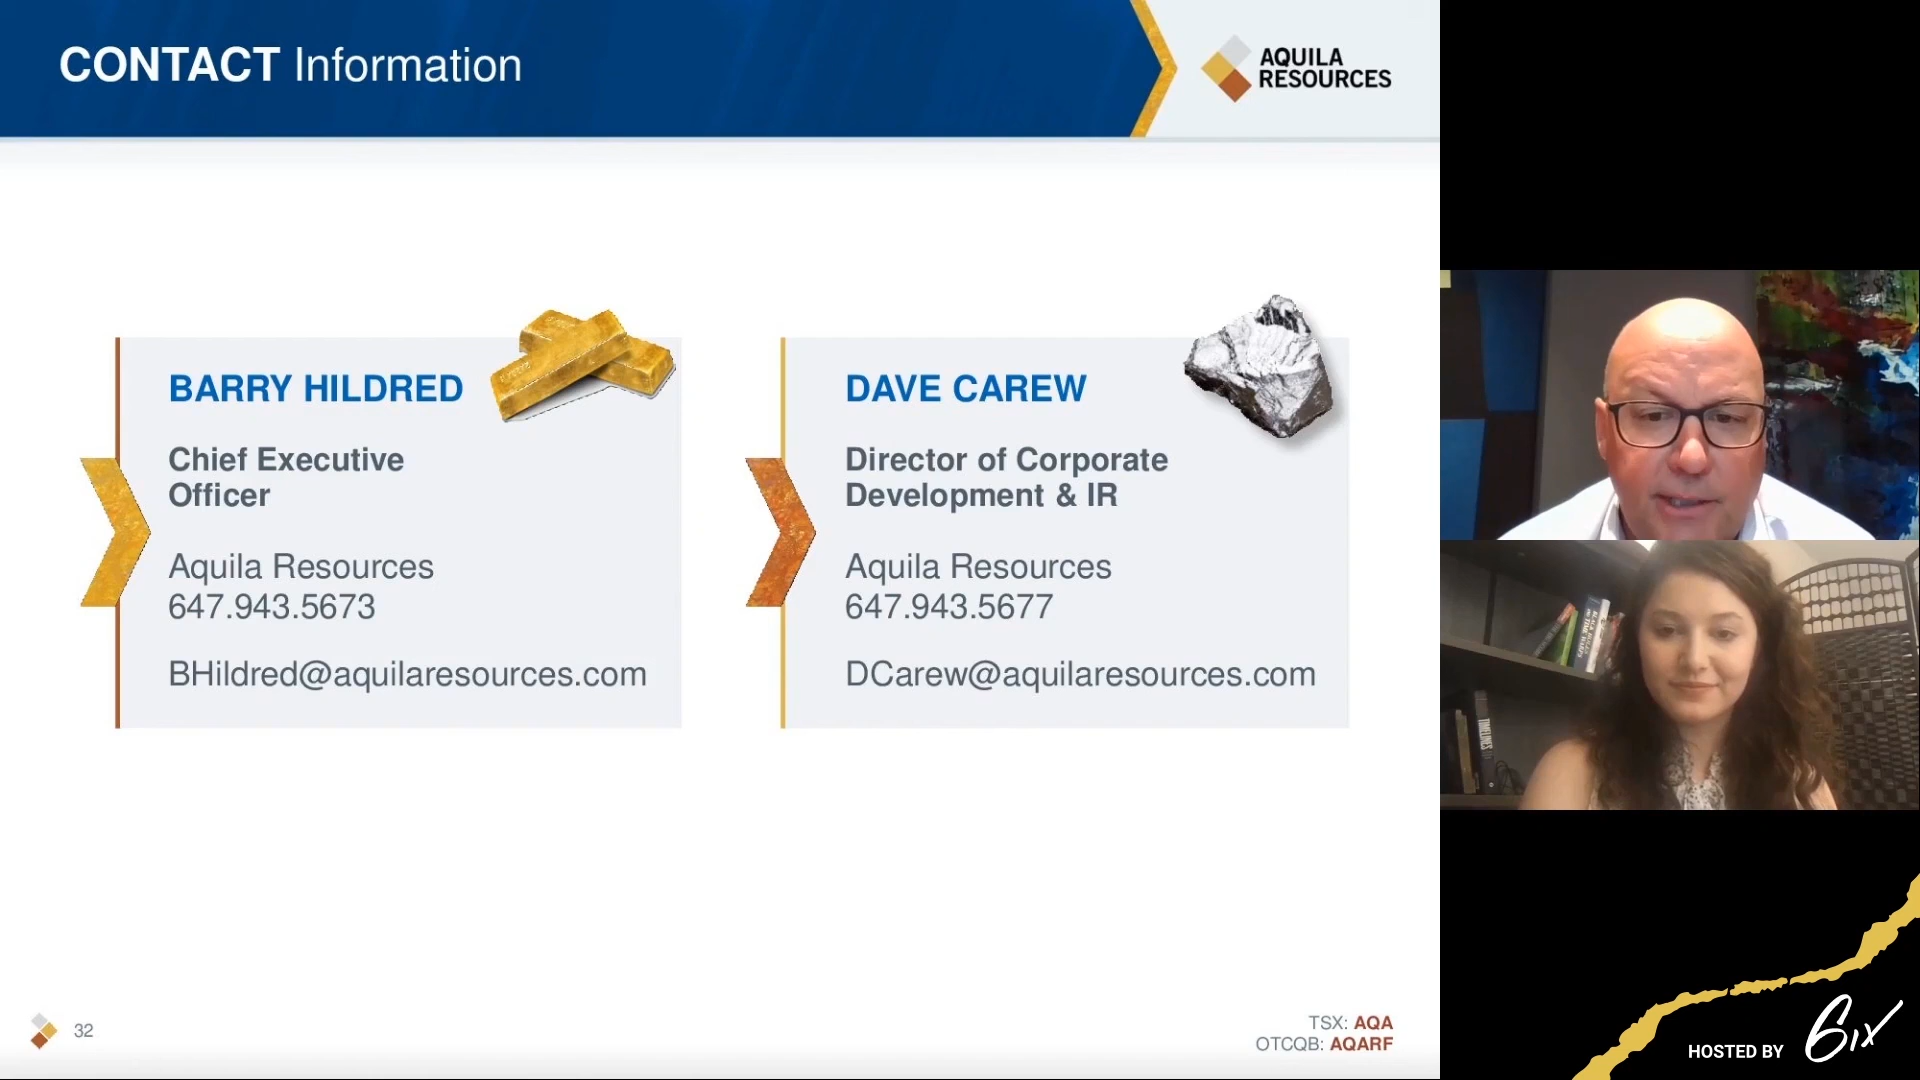 CONTACT Information
AQUILA
RESOURCES
BARRY HILDRED
Chief Executive
Officer
Aquila Resources
647.943.5673
BHildred@aquilaresources.com
DAVE CAREW
Director of Corporate
Development & IR
Aquila Resources
647.943.5677
DCarew@aquilaresources.com
TIMELINES
32
TSX: AQA
OTCQB: AQARF
HOSTED BY 6ix